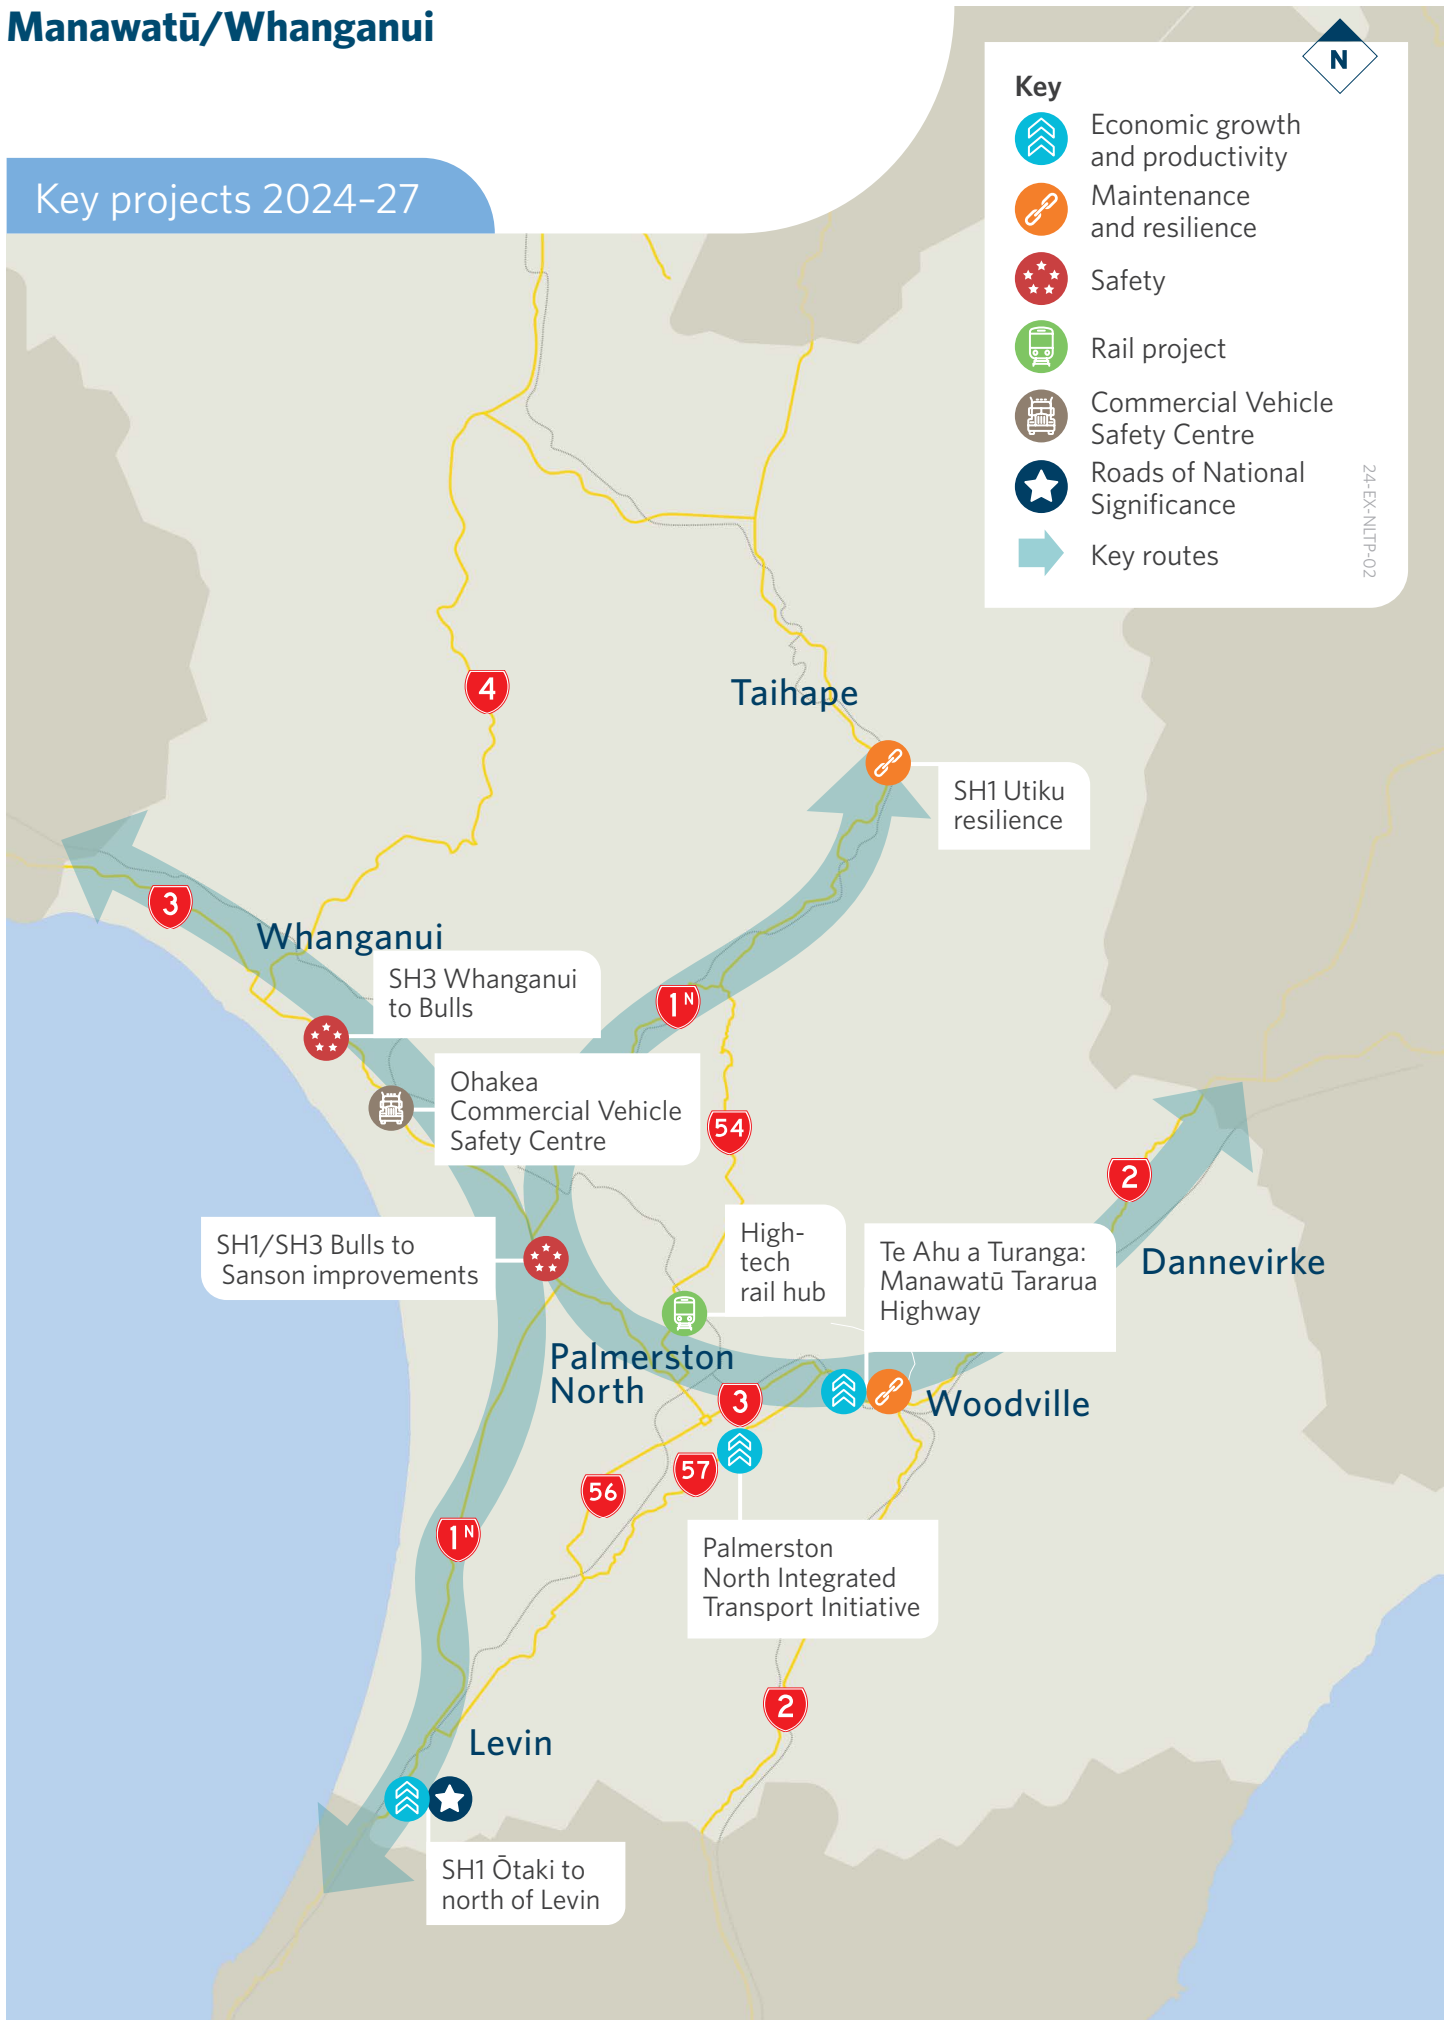 Manawatū/Whanganui
Key projects 2024–27
N
Key
Economic growth
and productivity
Maintenance
and resilience
Safety
Rail project
Commercial Vehicle
Safety Centre
Roads of National
Significance
Key routes
24-EX-NLTP-02
4
Taihape
SH1 Utiku
resilience
3
Whanganui
SH3 Whanganui
to Bulls
1N
Ohakea
Commercial Vehicle
Safety Centre
54
2
SH1/SH3 Bulls to
Sanson improvements
High-
tech
rail hub
Te Ahu a Turanga:
Manawatū Tararua
Highway
Dannevirke
Palmerston
North
3
Woodville
57
56
1N
Palmerston
North Integrated
Transport Initiative
2
Levin
SH1 Ōtaki to
north of Levin